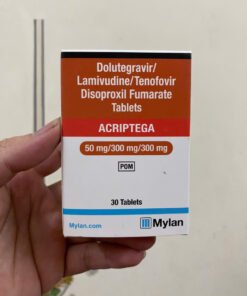 Dolutegravir/
Lamivudine/Tenofovir
Disoproxil Fumarate
Tablets
ACRIPTEGA
50 mg/300 mg/300 mg
POM
30 Tablets
Mylan.com
Mylan